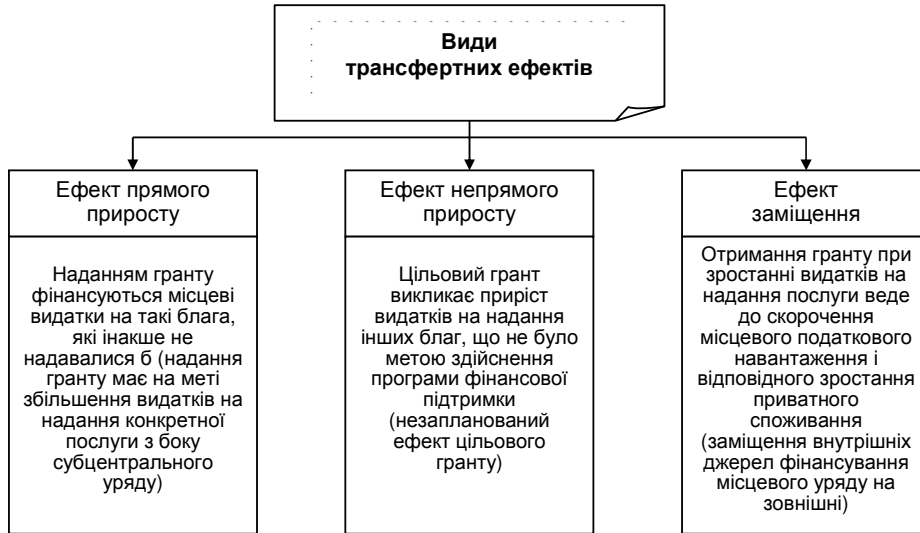 Види
трансфертних ефектів
Ефект прямого
приросту
Наданням гранту
фінансуються місцеві
видатки на такі блага,
які інакше не
надавалися б (надання
гранту має на меті
збільшення видатків на
надання конкретної
послуги з боку
субцентрального
уряду)
Ефект непрямого
приросту
Цільовий грант
викликає приріст
видатків на надання
інших благ, що не було
метою здійснення
програми фінансової
підтримки
(незапланований
ефект цільового
гранту)
Ефект
заміщення
Отримання гранту при
зростанні видатків на
надання послуги веде
до скорочення
місцевого податкового
навантаження і
відповідного зростання
приватного
споживання
(заміщення внутрішніх
джерел фінансування
місцевого уряду на
зовнішні)